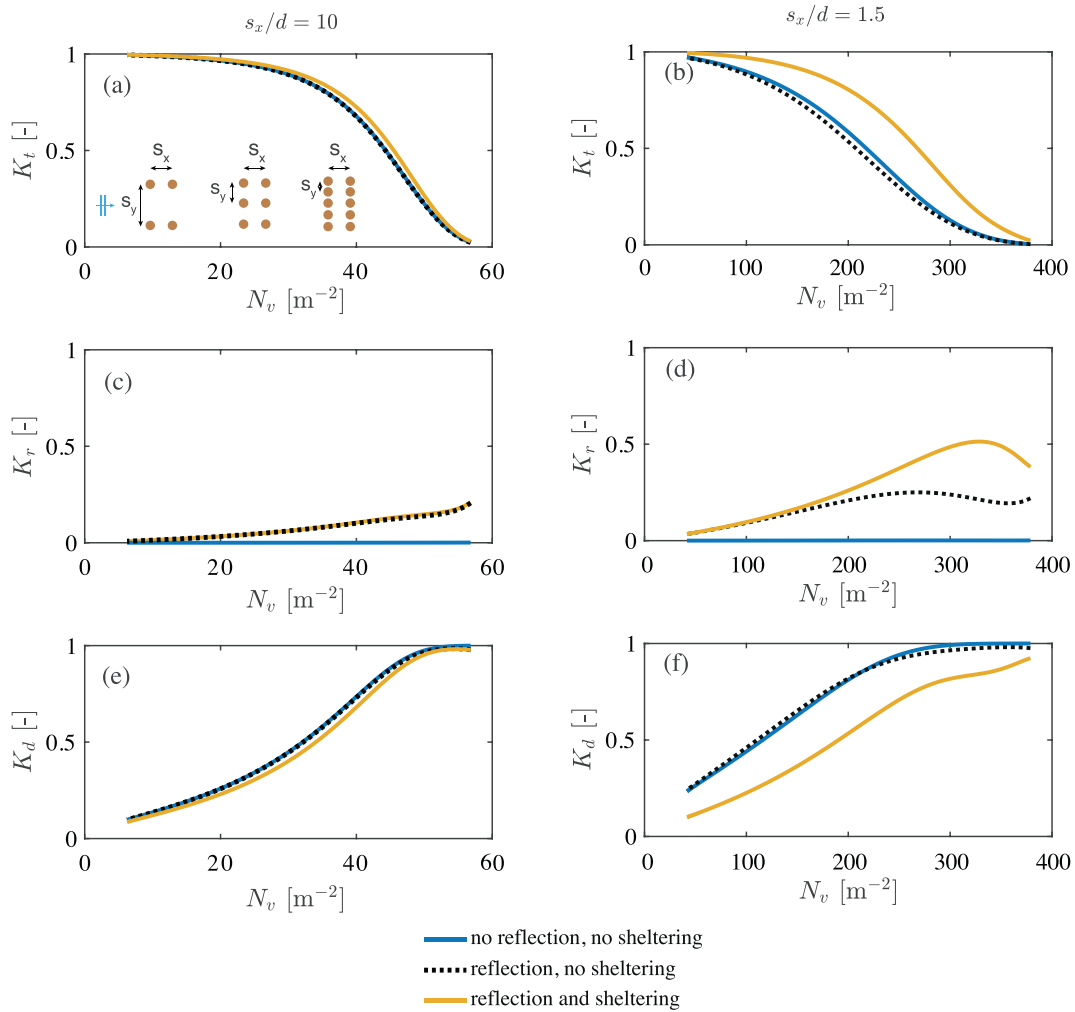 s_x/d = 10
s_x/d = 1.5
(a)
K_t [-]
1
0.5
0
S_x
S_x
S_x
S_y
S_y
S_y
0 20 40 60
N_v [m^{-2}]
(b)
K_t [-]
1
0.5
0
0 100 200 300 400
N_v [m^{-2}]
(c)
K_r [-]
1
0.5
0
0 20 40 60
N_v [m^{-2}]
(d)
K_r [-]
1
0.5
0
0 100 200 300 400
N_v [m^{-2}]
(e)
K_d [-]
1
0.5
0
0 20 40 60
N_v [m^{-2}]
(f)
K_d [-]
1
0.5
0
0 100 200 300 400
N_v [m^{-2}]
no reflection, no sheltering
reflection, no sheltering
reflection and sheltering